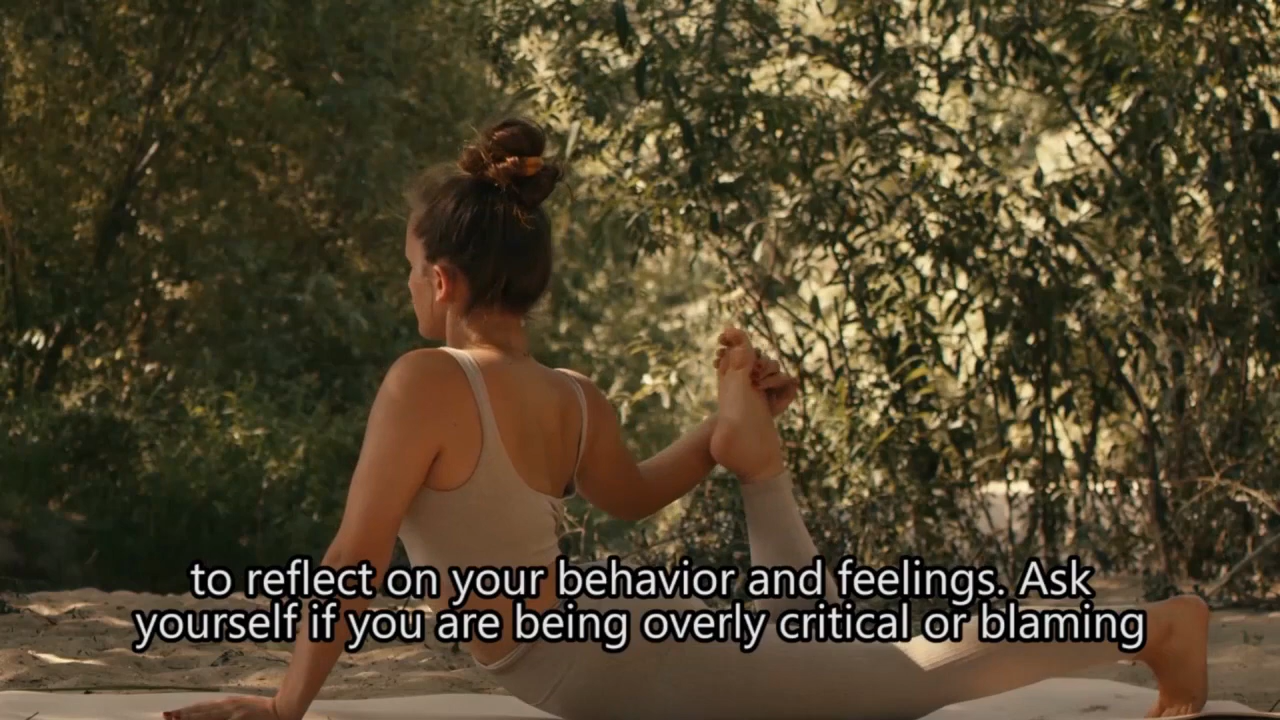 to reflect on your behavior and feelings. Ask
yourself if you are being overly critical or blaming